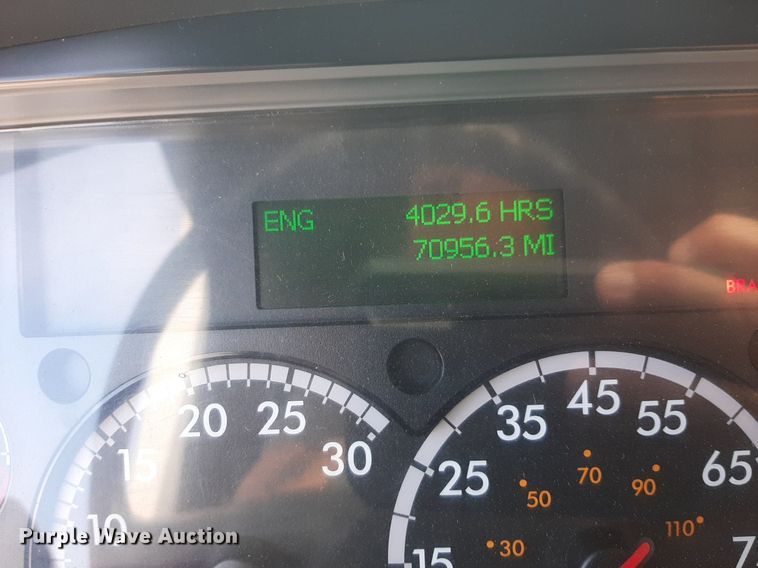 ENG 4029.6 HRS
70956.3 MI
BRA
10 15 20 25 30
15 25 35 45 55 65
30 50 70 90 110
Purple Wave Auction